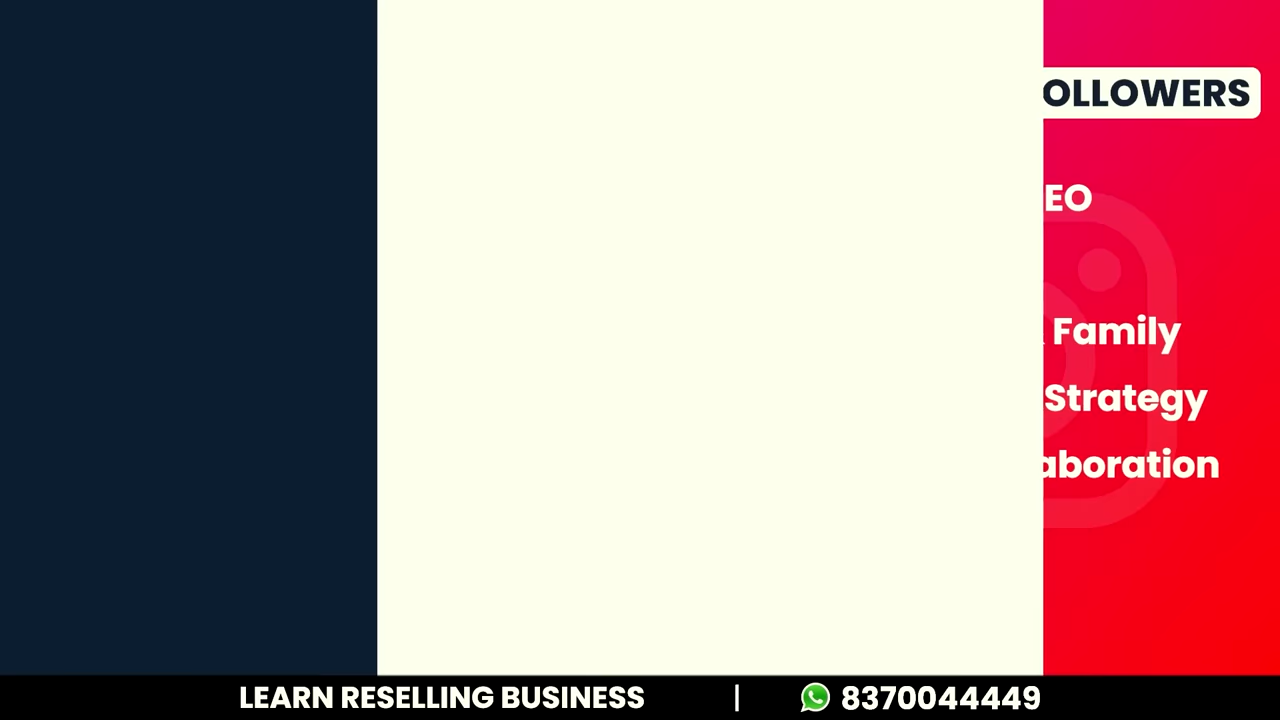 OLLOWERS
EO
Family
Strategy
aboration
LEARN RESELLING BUSINESS | 8370044449